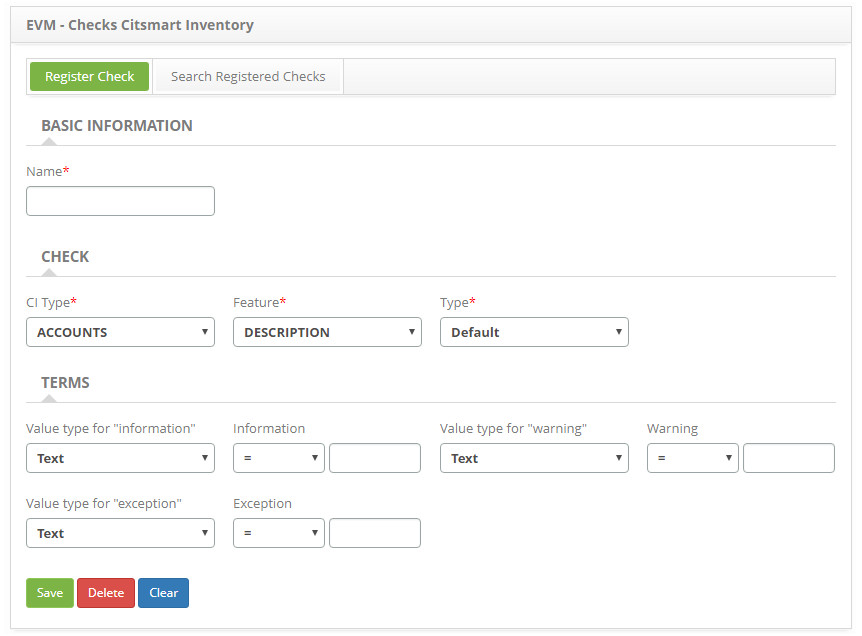 EVM - Checks Citsmart Inventory
Register Check Search Registered Checks
BASIC INFORMATION
Name*
CHECK
CI Type* Feature* Type*
ACCOUNTS DESCRIPTION Default
TERMS
Value type for "information" Information Value type for "warning" Warning
Text = Text =
Value type for "exception" Exception
Text =
Save Delete Clear